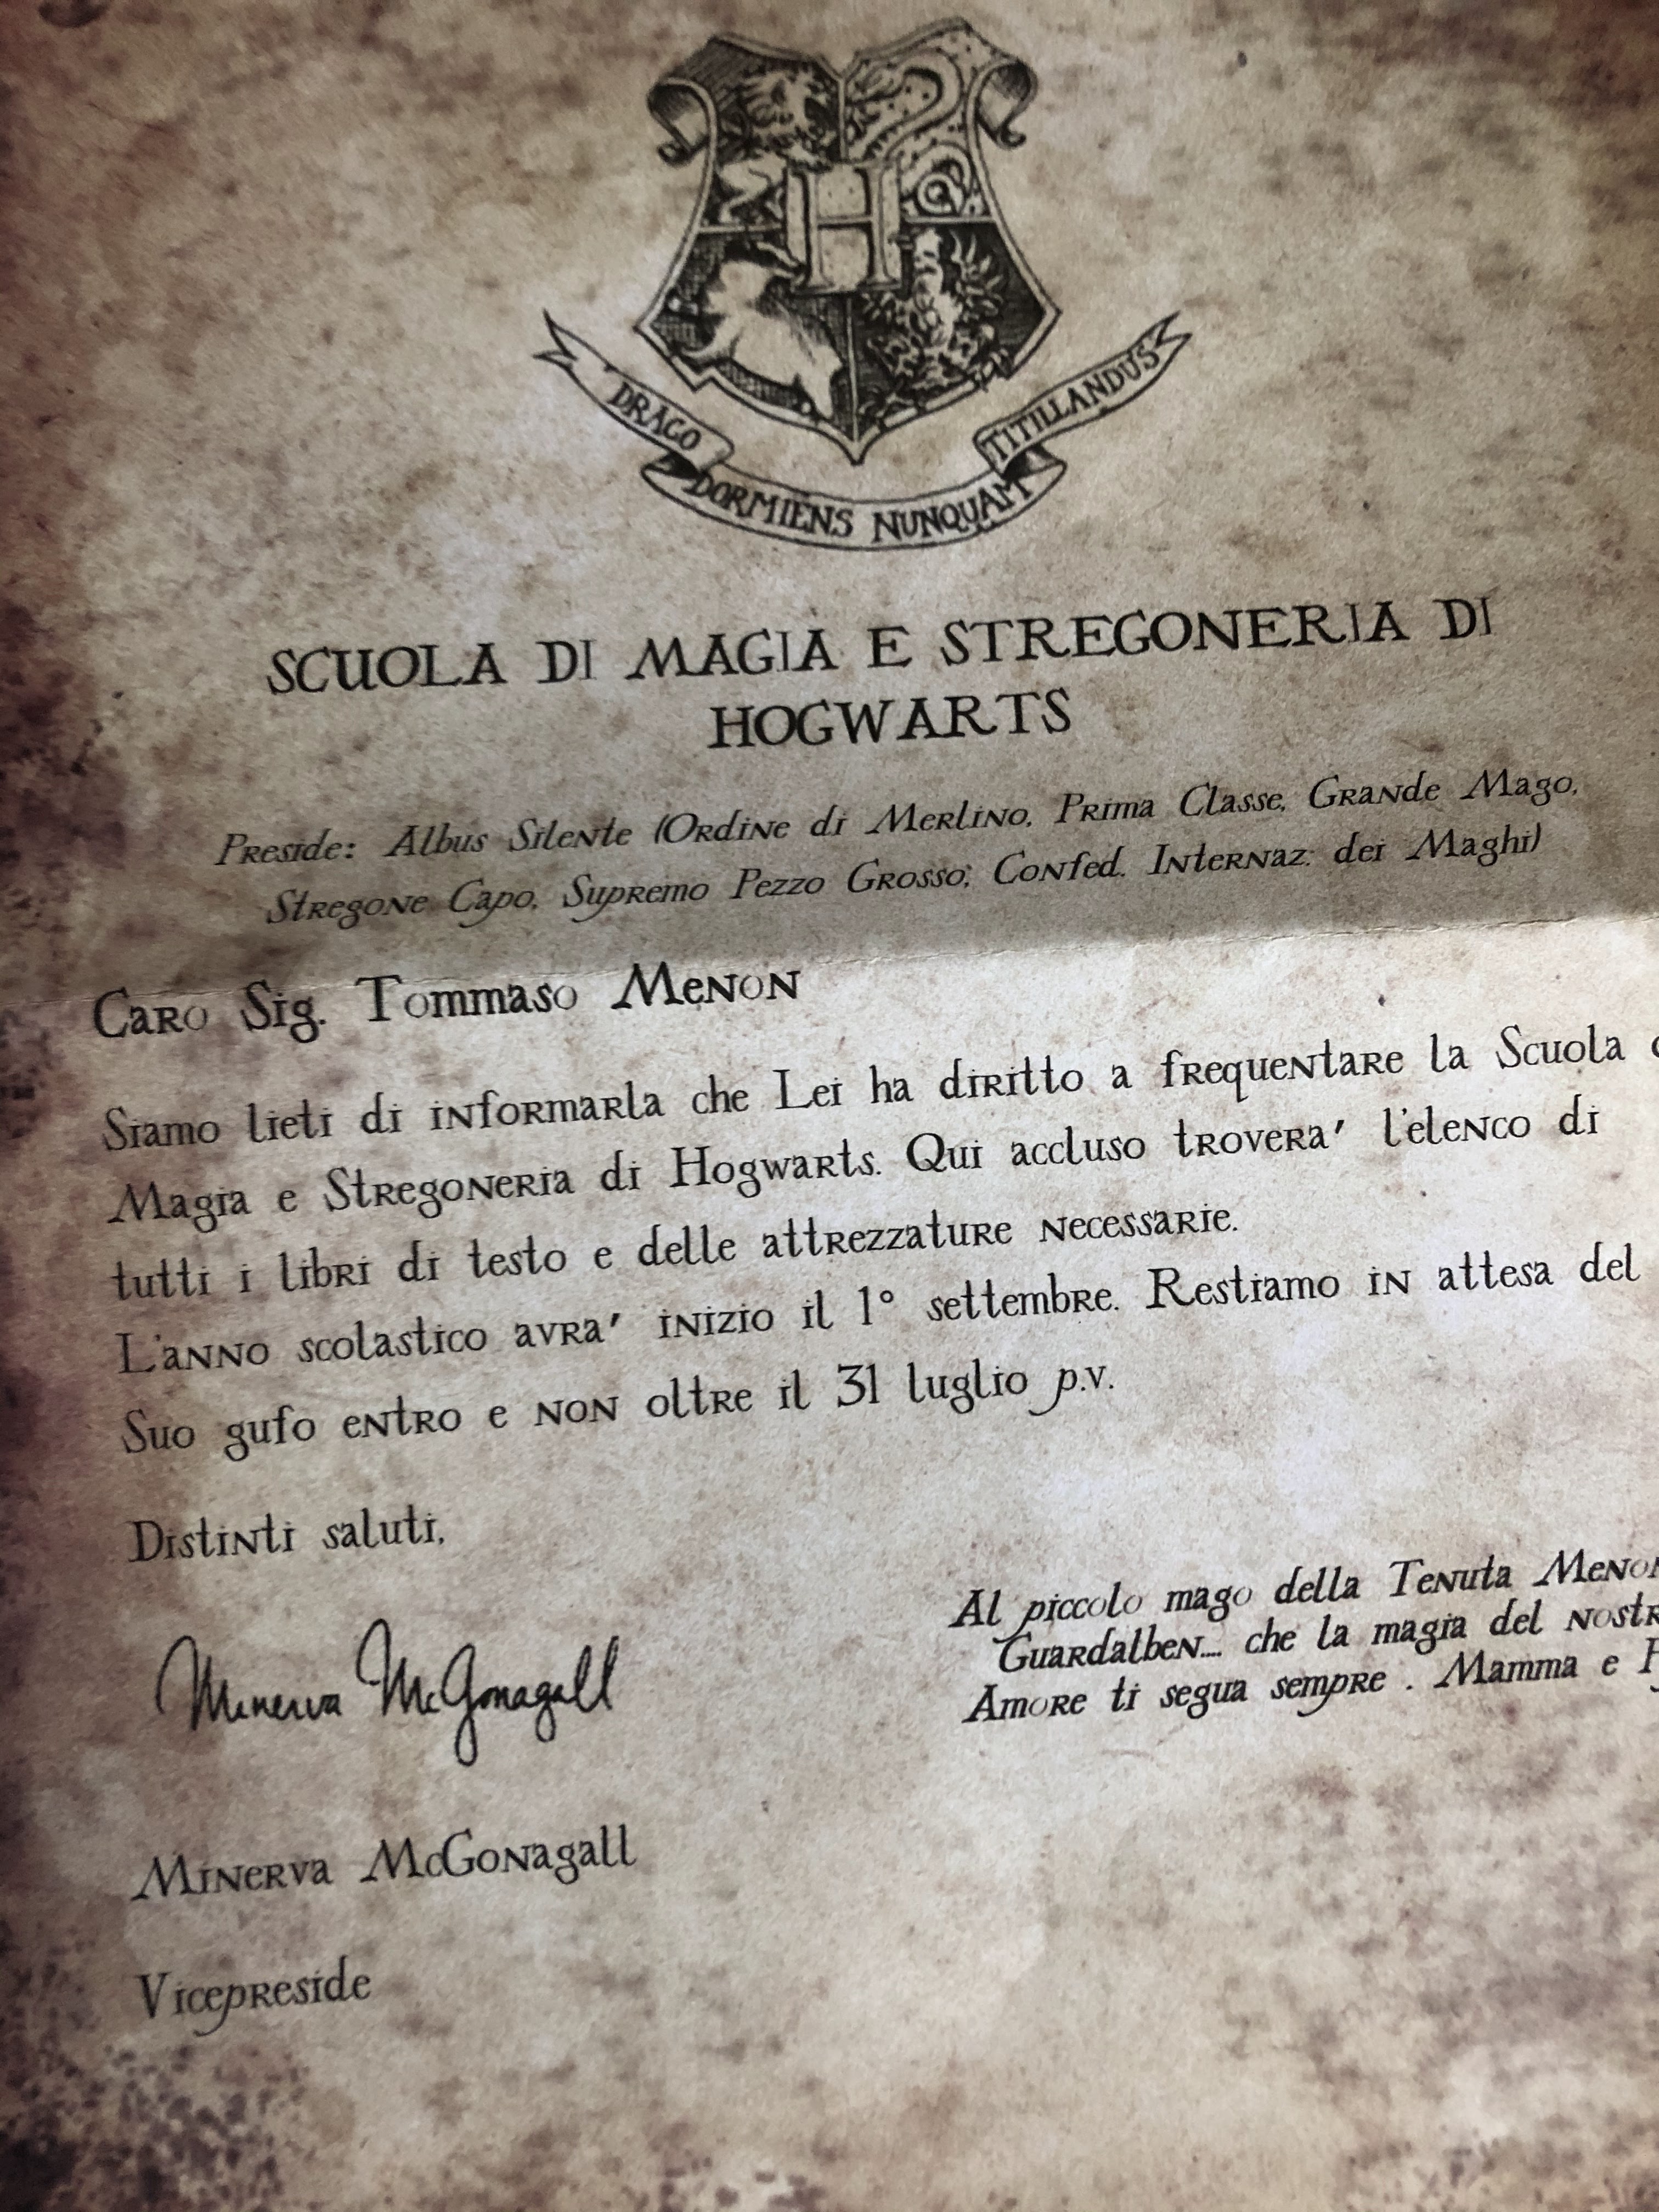 DRACO DORMIENS NUNQUAM TITILLANDUS
SCUOLA DI MAGIA E STREGONERIA DI
HOGWARTS
Preside: Albus Silente (Ordine di Merlino, Prima Classe, Grande Mago,
Stregone Capo, Supremo Pezzo Grosso, Confed. Internaz. dei Maghi)
Caro Sig. Tommaso Menon
Siamo lieti di informarla che Lei ha diritto a frequentare la Scuola
Magia e Stregoneria di Hogwarts. Qui accluso trovera' l'elenco di
tutti i libri di testo e delle attrezzature necessarie.
L'anno scolastico avra' inizio il 1° settembre. Restiamo in attesa del
Suo gufo entro e non oltre il 31 luglio p.v.
Distinti saluti,
Al piccolo mago della Tenuta Menon
Guardalben.... che la magia del nostr
Amore ti segua sempre . Mamma e
Minerva McGonagall
Minerva McGonagall
Vicepreside